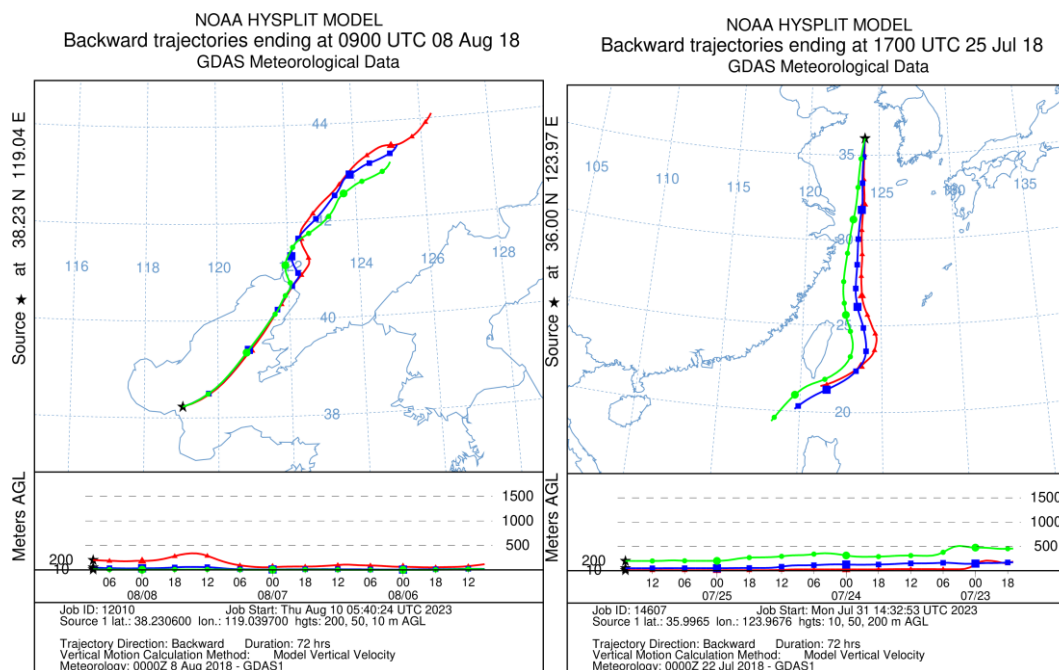 NOAA HYSPLIT MODEL
Backward trajectories ending at 0900 UTC 08 Aug 18
GDAS Meteorological Data
Source ★ at 38.23 N 119.04 E
44
116
118
120
122
124
126
128
40
38
Meters AGL
1500
1000
500
200
10
06 00 18 12 06 00 18 12 06 00 18 12
08/08 08/07 08/06
Job ID: 12010 Job Start: Thu Aug 10 05:40:24 UTC 2023
Source 1 lat.: 38.230600 lon.: 119.039700 hgts: 200, 50, 10 m AGL
Trajectory Direction: Backward Duration: 72 hrs
Vertical Motion Calculation Method: Model Vertical Velocity
Meteorology: 0000Z 8 Aug 2018 - GDAS1
NOAA HYSPLIT MODEL
Backward trajectories ending at 1700 UTC 25 Jul 18
GDAS Meteorological Data
Source ★ at 36.00 N 123.97 E
35
105
110
115
120
125
130
135
30
25
20
Meters AGL
1500
1000
500
200
10
12 06 00 18 12 06 00 18 12 06 00 18
07/25 07/24 07/23
Job ID: 14607 Job Start: Mon Jul 31 14:32:53 UTC 2023
Source 1 lat.: 35.9965 lon.: 123.9676 hgts: 10, 50, 200 m AGL
Trajectory Direction: Backward Duration: 72 hrs
Vertical Motion Calculation Method: Model Vertical Velocity
Meteorology: 0000Z 22 Jul 2018 - GDAS1